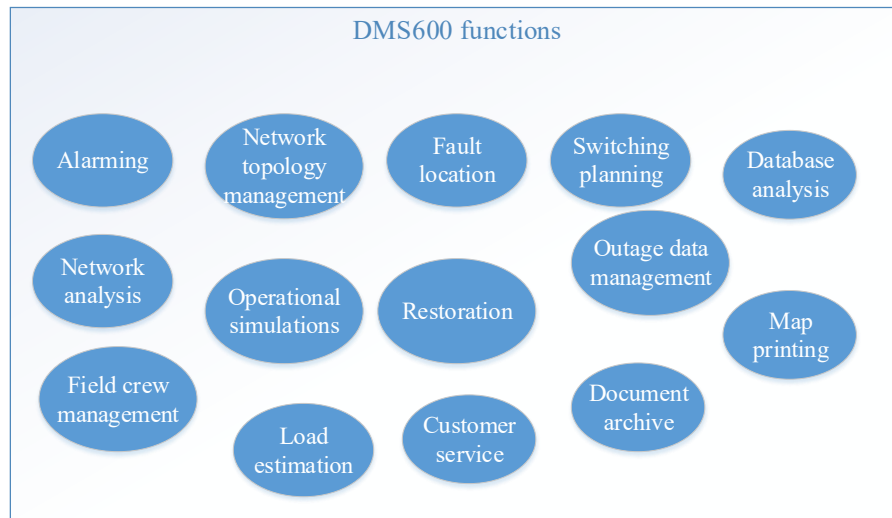 DMS600 functions
Alarming
Network
topology
management
Fault
location
Switching
planning
Database
analysis
Network
analysis
Operational
simulations
Restoration
Outage data
management
Map
printing
Field crew
management
Load
estimation
Customer
service
Document
archive